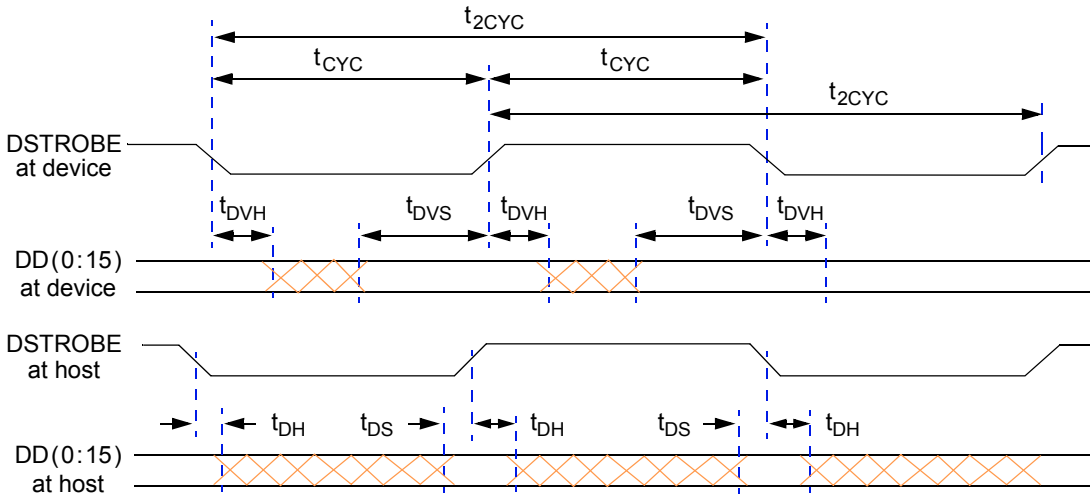 t2CYC
tCYC tCYC
t2CYC
DSTROBE
at device
tDVH tDVS tDVH tDVS tDVH
DD(0:15)
at device
DSTROBE
at host
tDH tDS tDH tDS tDH
DD(0:15)
at host